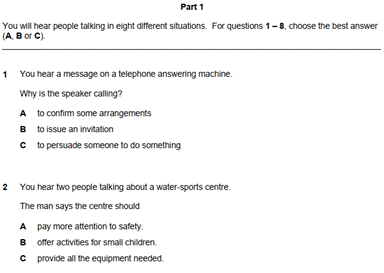 Part 1
You will hear people talking in eight different situations. For questions 1 – 8, choose the best answer
(A, B or C).
1 You hear a message on a telephone answering machine.
Why is the speaker calling?
A to confirm some arrangements
B to issue an invitation
C to persuade someone to do something
2 You hear two people talking about a water-sports centre.
The man says the centre should
A pay more attention to safety.
B offer activities for small children.
C provide all the equipment needed.